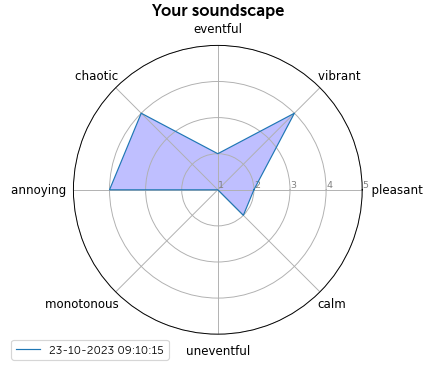 Your soundscape
eventful
chaotic
vibrant
annoying
1 2 3 4 5
pleasant
monotonous
calm
uneventful
23-10-2023 09:10:15